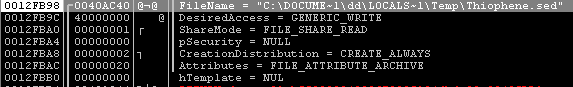 0012FB98 0040AC40 @¬@ FileName = "C:\DOCUME~1\dd\LOCALS~1\Temp\Thiophene.sed"
0012FB9C 40000000 @ DesiredAccess = GENERIC_WRITE
0012FBA0 00000001 ┌ ShareMode = FILE_SHARE_READ
0012FBA4 00000000 pSecurity = NULL
0012FBA8 00000002 ┐ CreationDistribution = CREATE_ALWAYS
0012FBAC 00000020 Attributes = FILE_ATTRIBUTE_ARCHIVE
0012FBB0 00000000 hTemplate = NUL